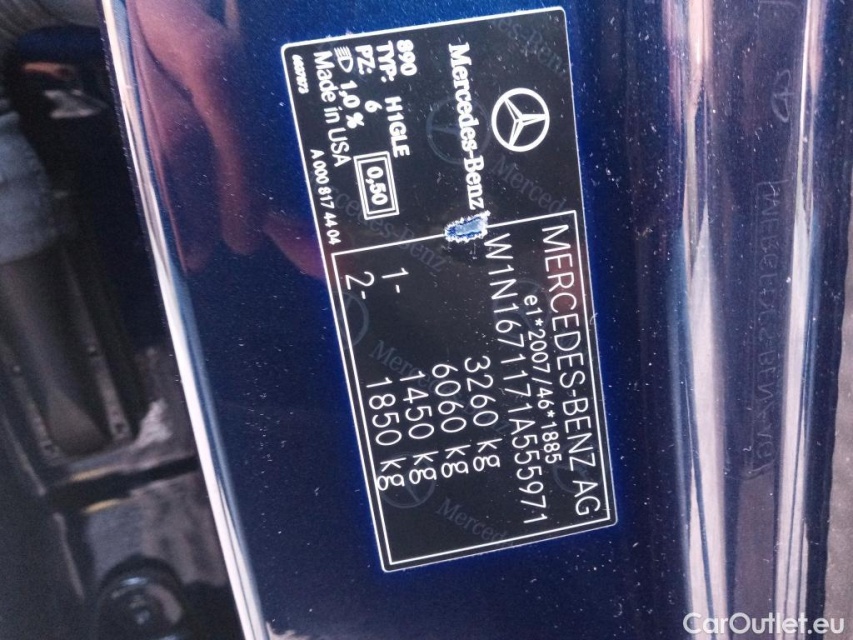 Mercedes-Benz
890
TYP: H1GLE
PZ: 6
1,0 %
0,50
Made in USA
A 000 817 44 04
MERCEDES-BENZ AG
e1*2007/46*1885
W1N1671171A555971
3260 kg
6060 kg
1- 1450 kg
2- 1850 kg
CarOutlet.eu